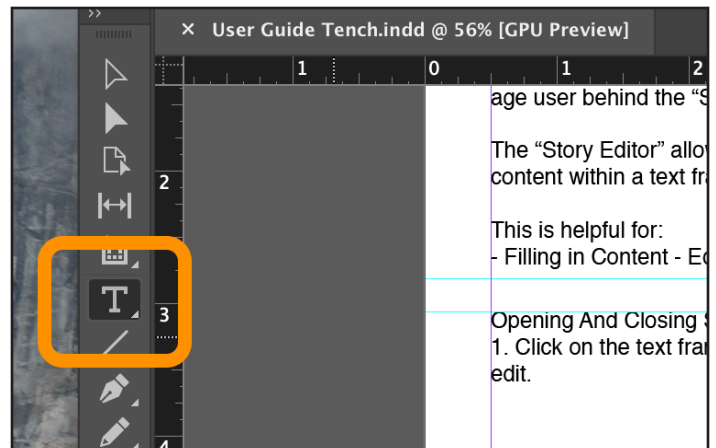 >>
× User Guide Tench.indd @ 56% [GPU Preview]
1 0 1 2
age user behind the “S
The “Story Editor” allo
2
content within a text fr
This is helpful for:
- Filling in Content - E
T
3
Opening And Closing
1. Click on the text fra
edit.
4